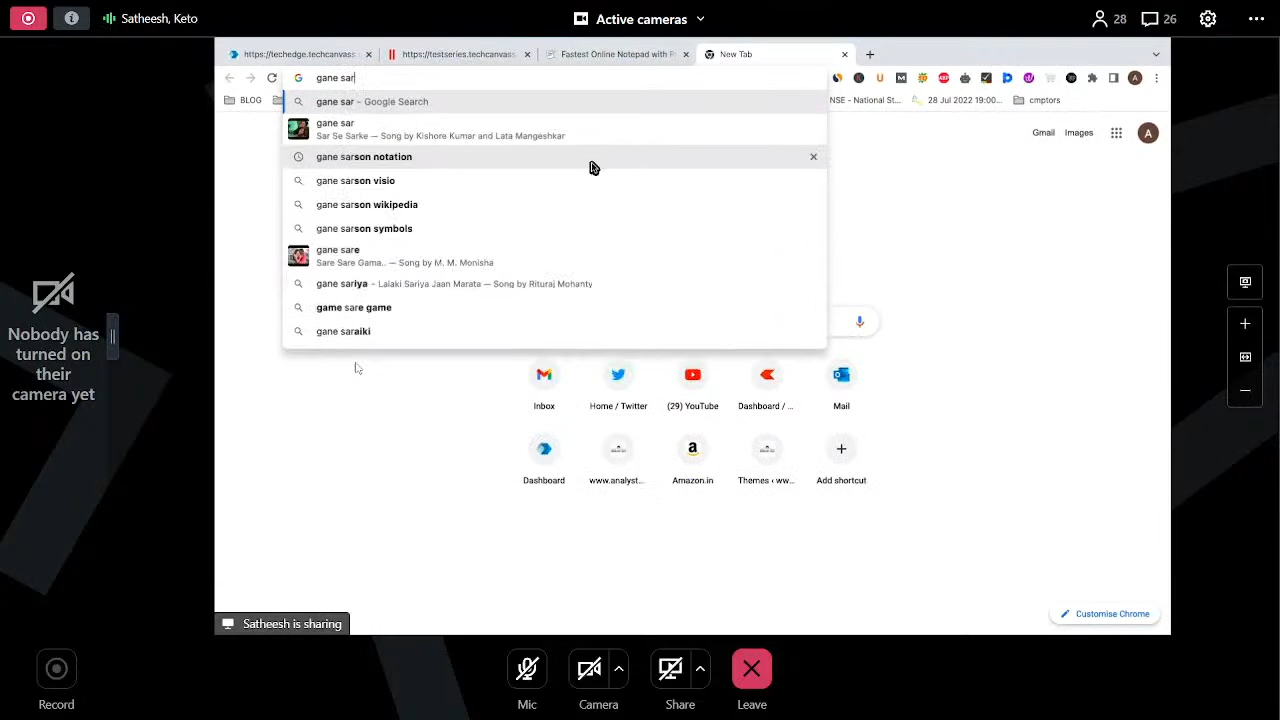 Satheesh, Keto
Active cameras
28
26
https://techedge.techcanvass
https://testseries.techcanvass
Fastest Online Notepad with R
New Tab
gane sar
BLOG
NSE - National St...
28 Jul 2022 19:00...
cmptors
gane sar – Google Search
gane sar
Sar Se Sarke — Song by Kishore Kumar and Lata Mangeshkar
gane sarson notation
gane sarson visio
gane sarson wikipedia
gane sarson symbols
gane sare
Sare Sare Gama.. — Song by M. M. Monisha
gane sariya – Lalaki Sariya Jaan Marata — Song by Rituraj Mohanty
game sare game
gane saraiki
Gmail
Images
A
Nobody has
turned on
their
camera yet
Inbox
Home / Twitter
(29) YouTube
Dashboard / ...
Mail
Dashboard
www.analyst...
Amazon.in
Themes ‹ ww...
Add shortcut
Customise Chrome
Satheesh is sharing
Record
Mic
Camera
Share
Leave